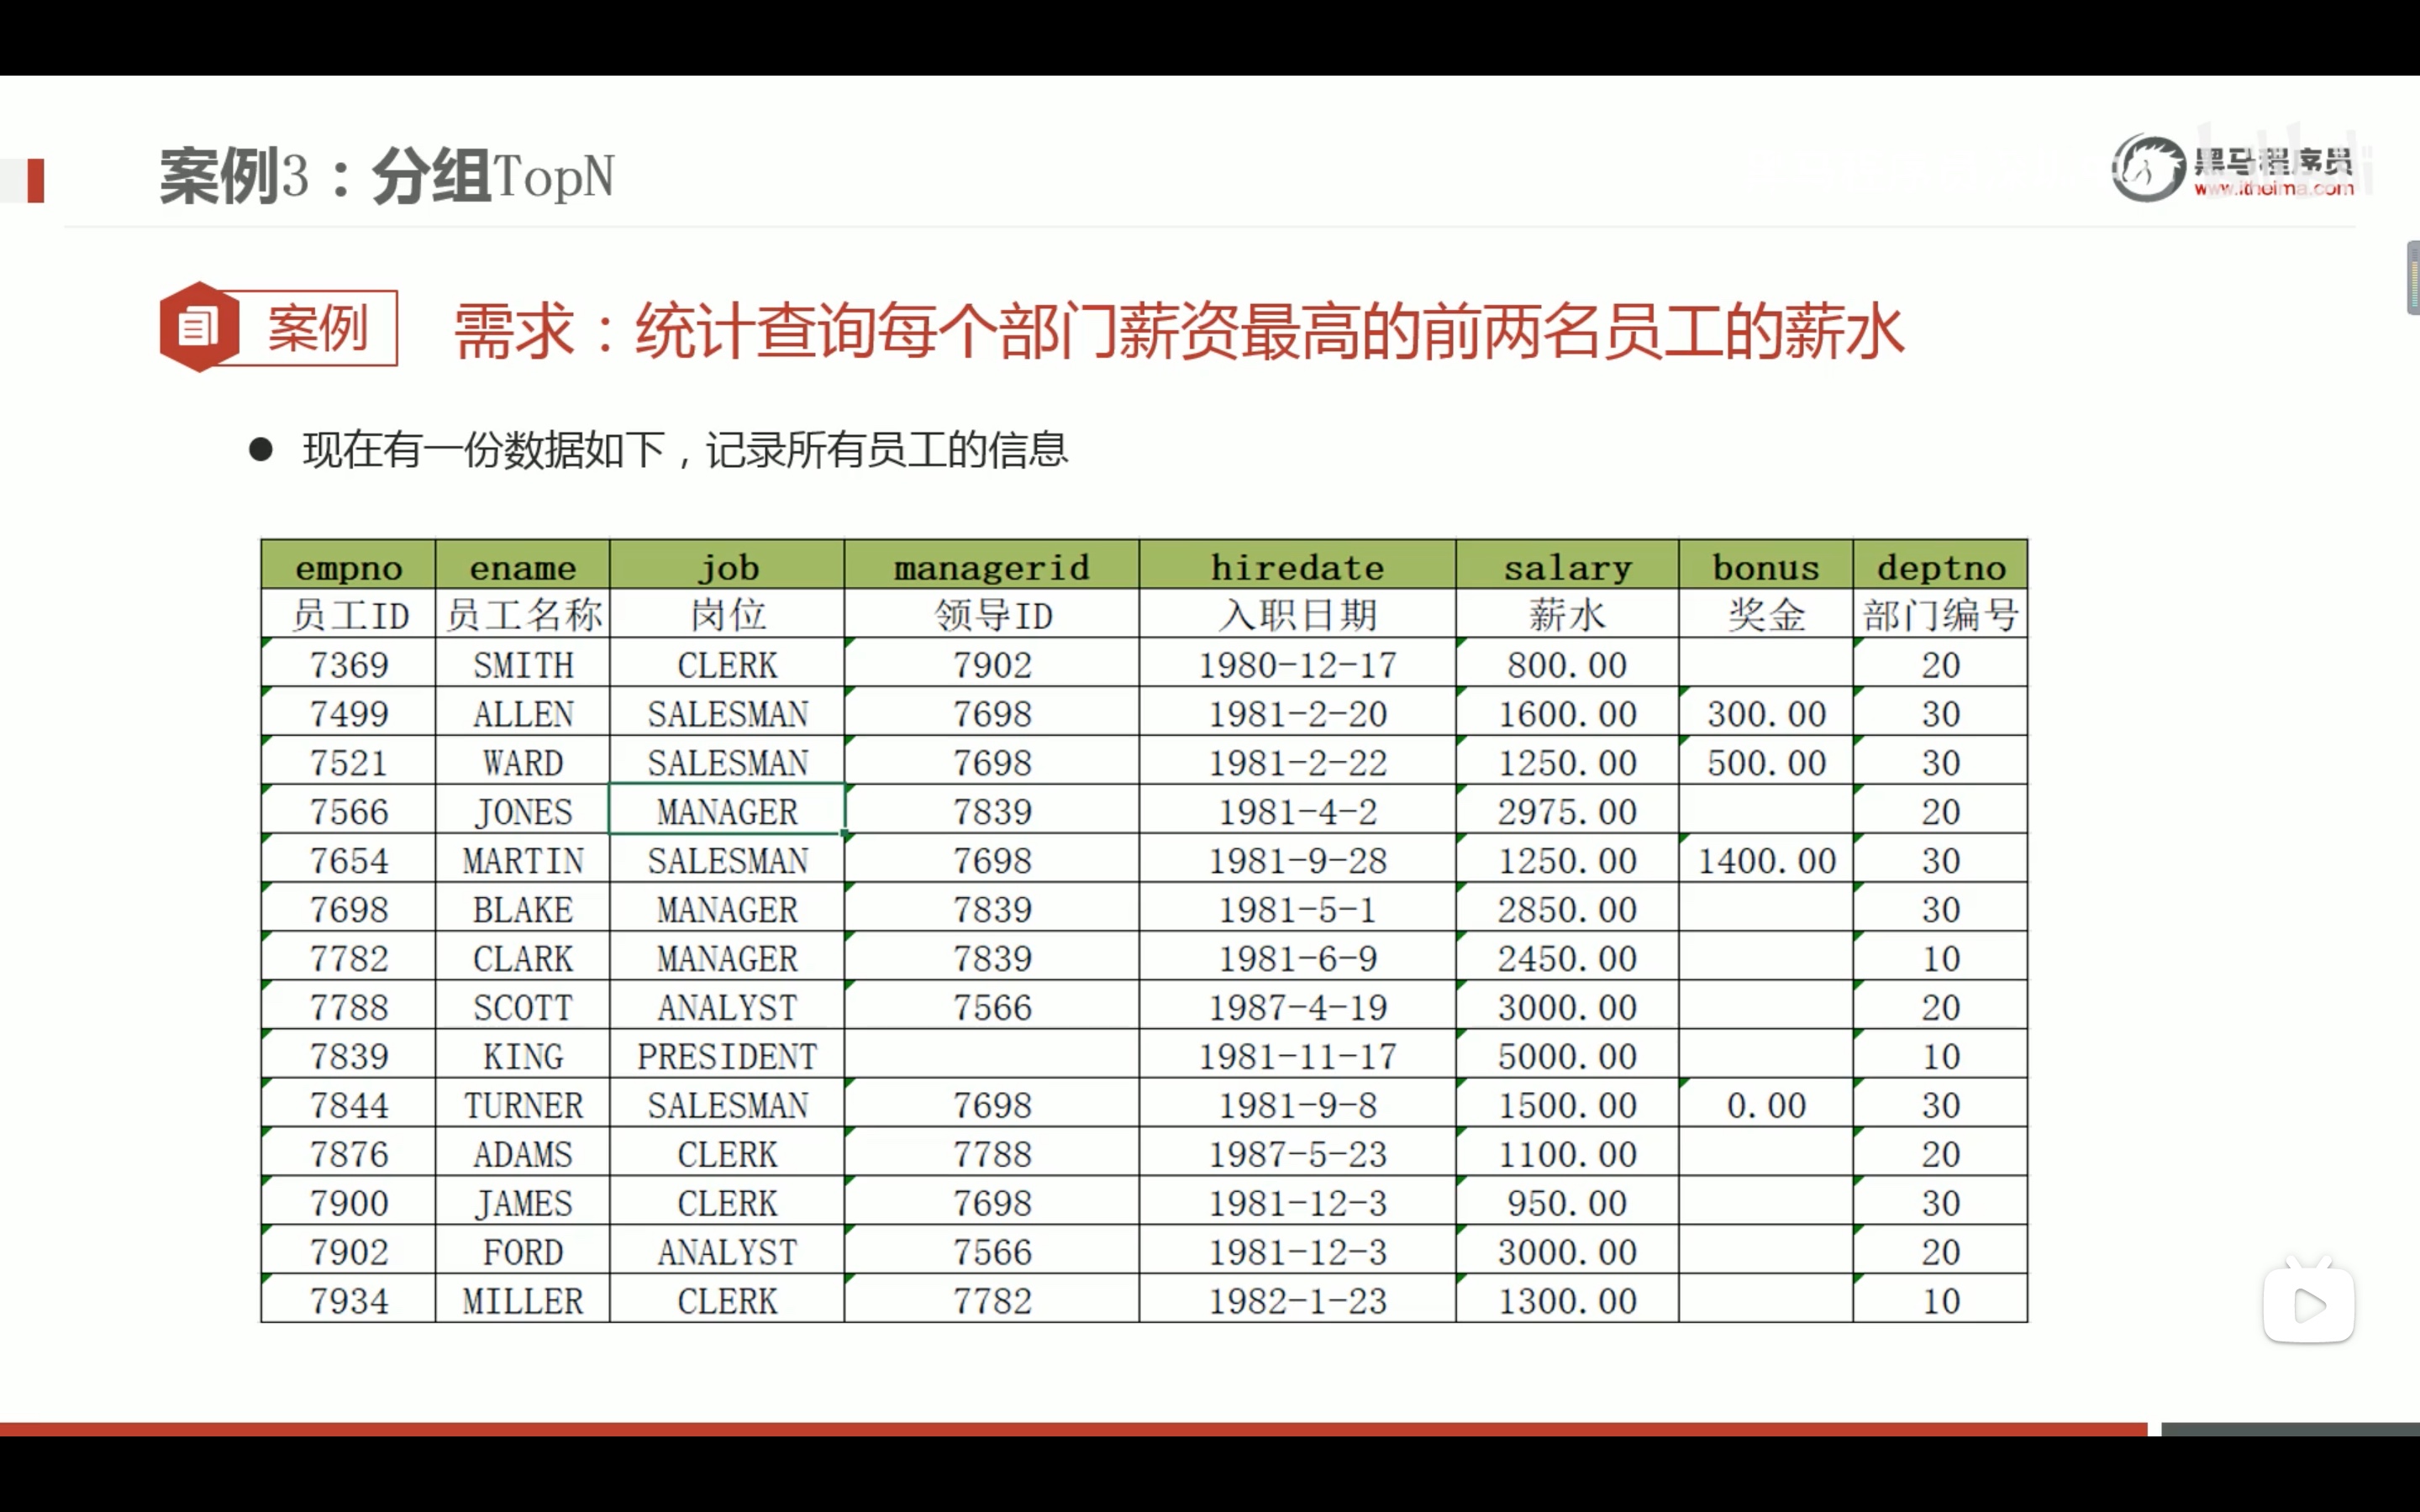 案例3：分组TopN
黑马程序员
www.itheima.com
案例
需求：统计查询每个部门薪资最高的前两名员工的薪水
● 现在有一份数据如下，记录所有员工的信息
empno ename job managerid hiredate salary bonus deptno
员工ID 员工名称 岗位 领导ID 入职日期 薪水 奖金 部门编号
7369 SMITH CLERK 7902 1980-12-17 800.00 20
7499 ALLEN SALESMAN 7698 1981-2-20 1600.00 300.00 30
7521 WARD SALESMAN 7698 1981-2-22 1250.00 500.00 30
7566 JONES MANAGER 7839 1981-4-2 2975.00 20
7654 MARTIN SALESMAN 7698 1981-9-28 1250.00 1400.00 30
7698 BLAKE MANAGER 7839 1981-5-1 2850.00 30
7782 CLARK MANAGER 7839 1981-6-9 2450.00 10
7788 SCOTT ANALYST 7566 1987-4-19 3000.00 20
7839 KING PRESIDENT 1981-11-17 5000.00 10
7844 TURNER SALESMAN 7698 1981-9-8 1500.00 0.00 30
7876 ADAMS CLERK 7788 1987-5-23 1100.00 20
7900 JAMES CLERK 7698 1981-12-3 950.00 30
7902 FORD ANALYST 7566 1981-12-3 3000.00 20
7934 MILLER CLERK 7782 1982-1-23 1300.00 10